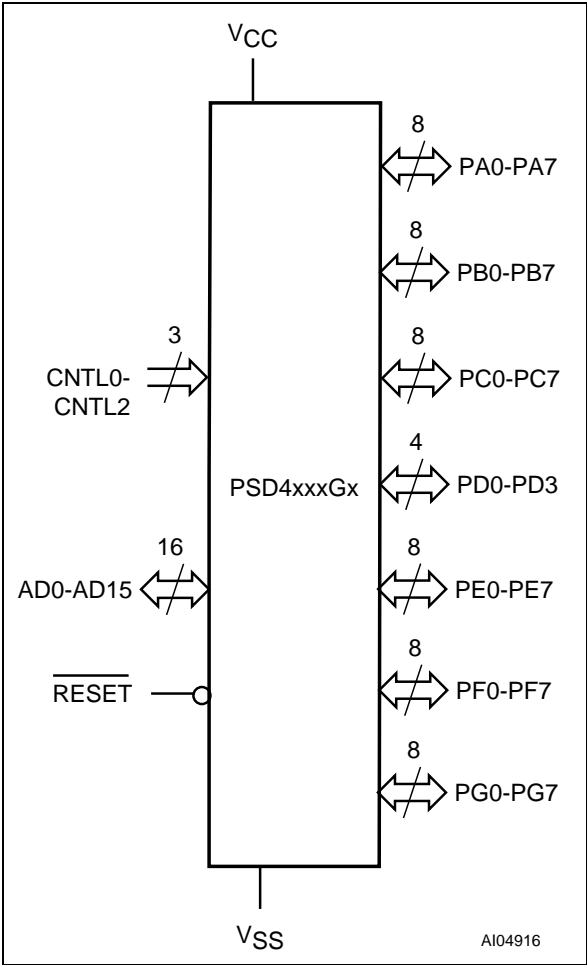 VCC
8
PA0-PA7
8
PB0-PB7
3
8
CNTL0-
CNTL2
PC0-PC7
4
PSD4xxxGx
PD0-PD3
16
8
AD0-AD15
PE0-PE7
8
RESET
PF0-PF7
8
PG0-PG7
VSS
AI04916